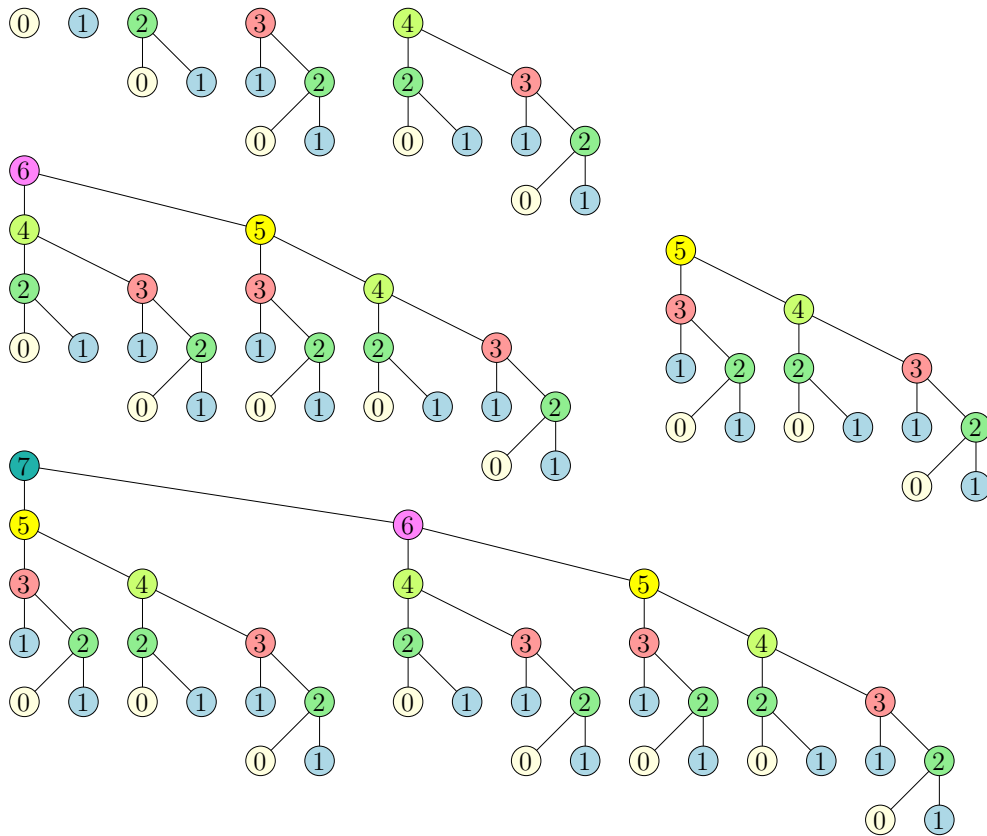 0 1 2 3 4
0 1 1 2 2 3
0 1 0 1 1 2
6 0 1
4 5
5
2 3 3 4
3 4
0 1 1 2 1 2 2 3
1 2 2 3
0 1 0 1 0 1 1 2
0 1 0 1 1 2
0 1
0 1
7
5 6
3 4 4 5
1 2 2 3 2 3 3 4
0 1 0 1 1 2 0 1 1 2 1 2 2 3
0 1 0 1 0 1 0 1 1 2
0 1